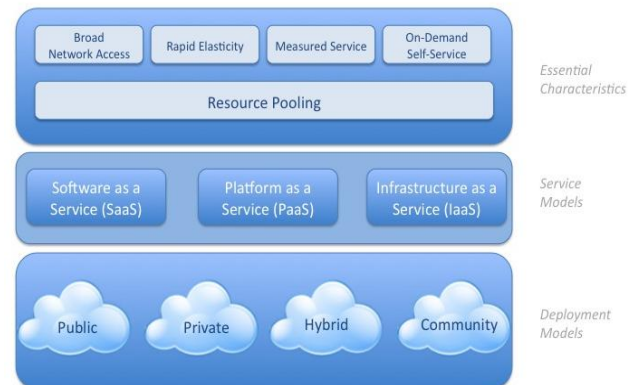 Broad
Network Access
Rapid Elasticity
Measured Service
On-Demand
Self-Service
Resource Pooling
Essential
Characteristics
Software as a
Service (SaaS)
Platform as a
Service (PaaS)
Infrastructure as a
Service (IaaS)
Service
Models
Public
Private
Hybrid
Community
Deployment
Models